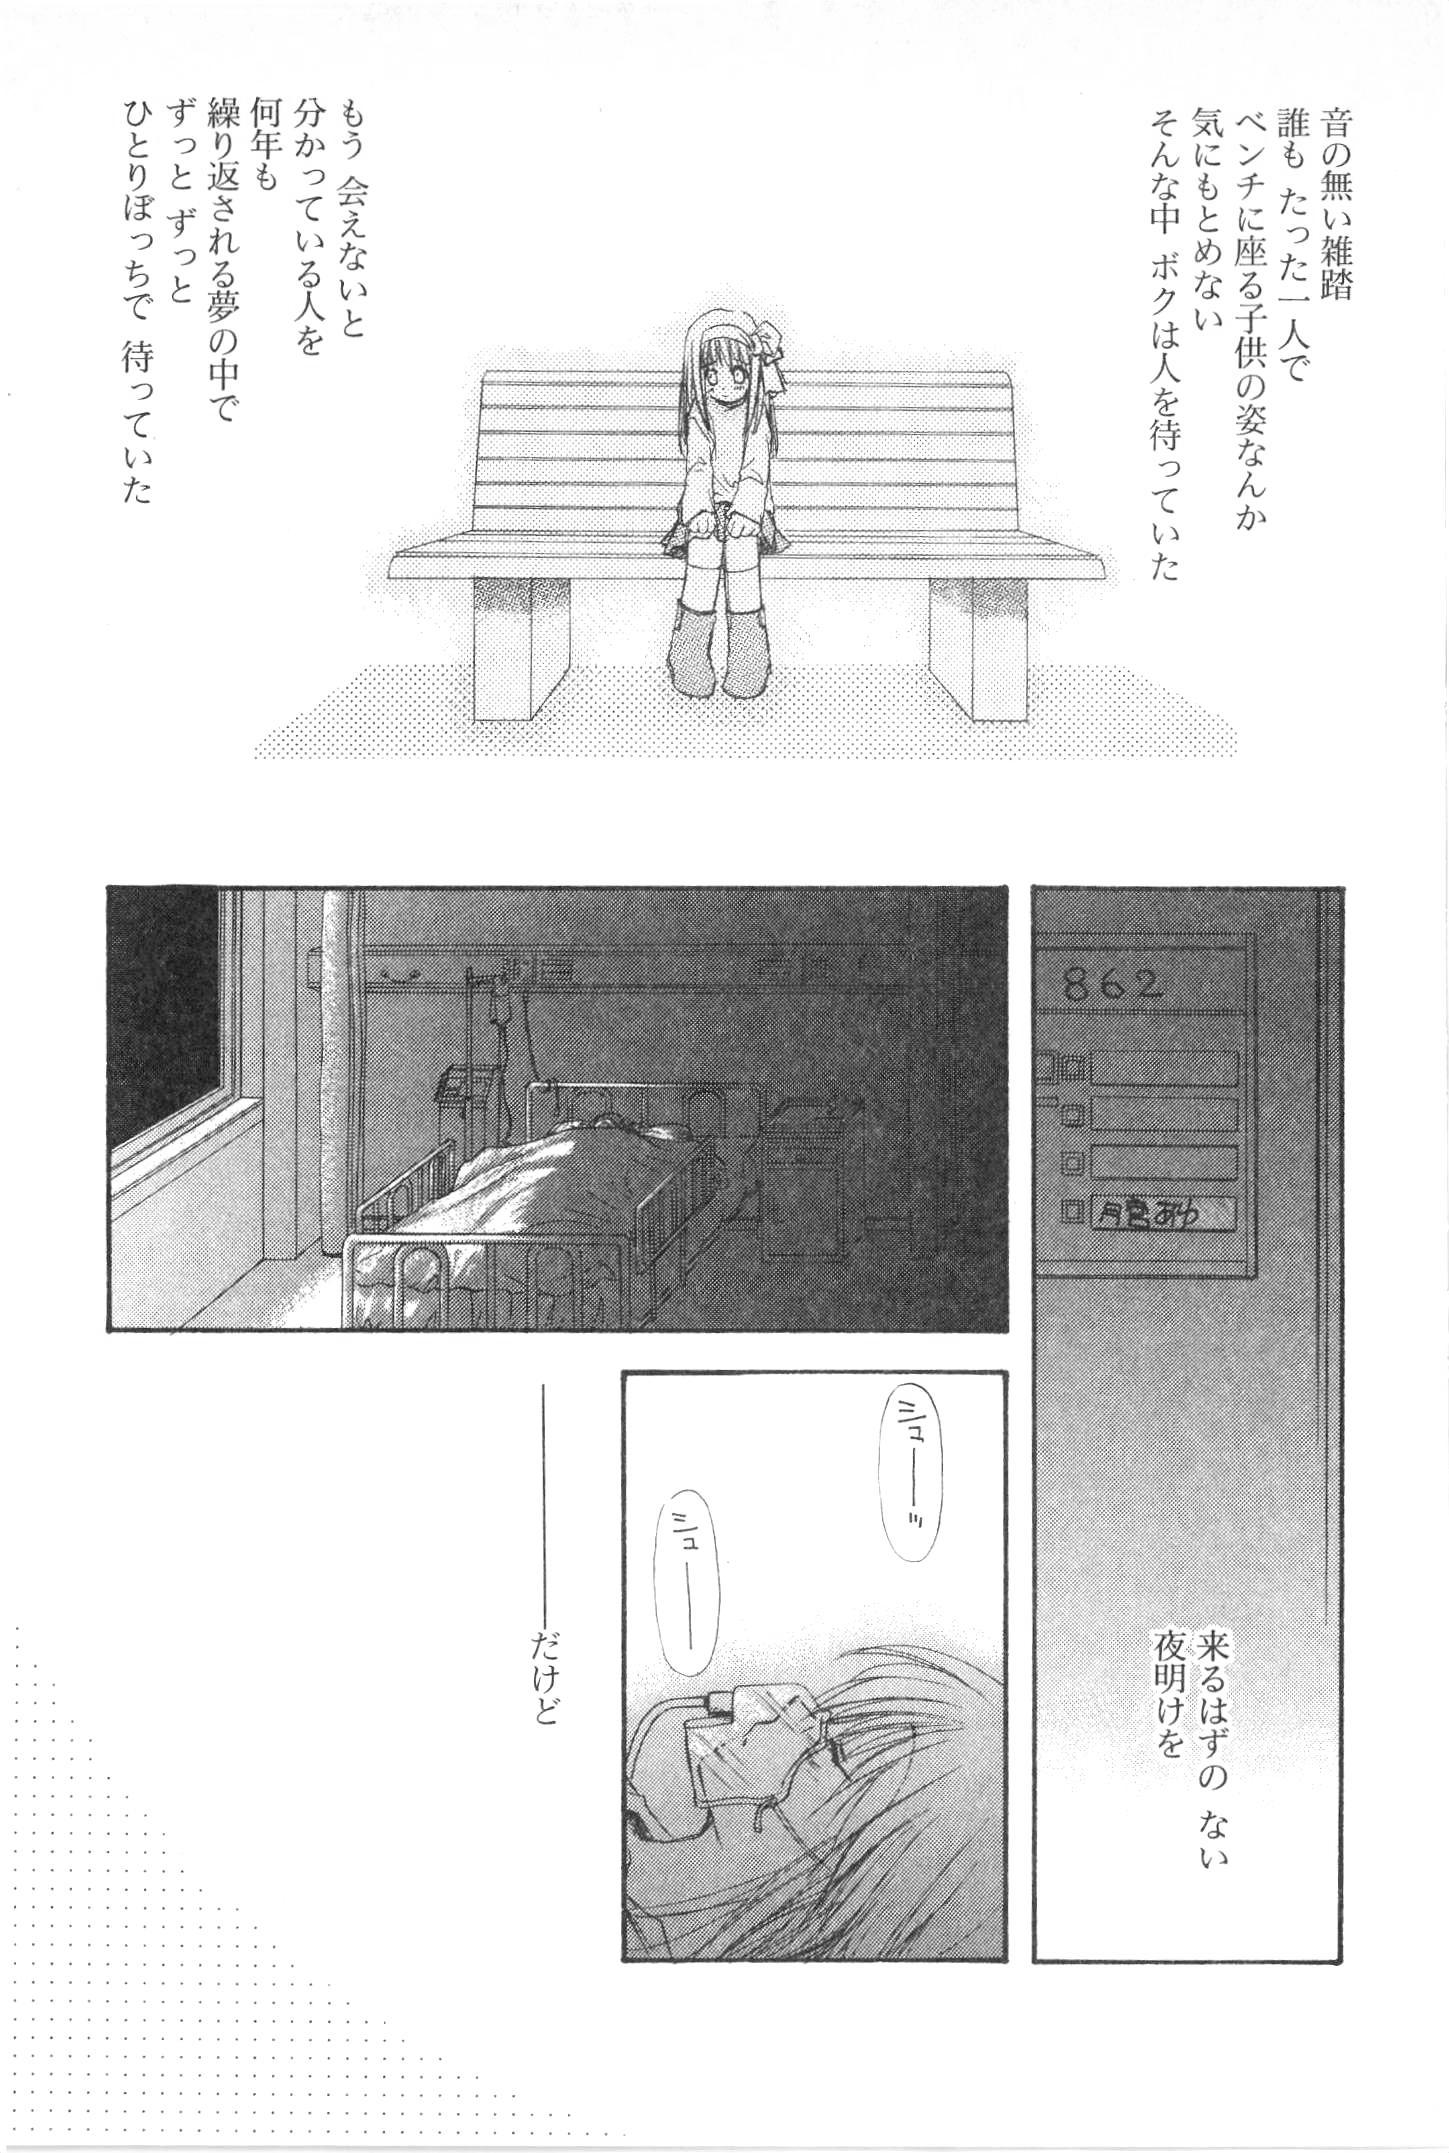 音の無い雑踏
誰も たった一人で
ベンチに座る子供の姿なんか
気にもとめない
そんな中 ボクは人を待っていた
もう 会えないと
分かっている人を
何年も
繰り返される夢の中で
ずっと ずっと
ひとりぼっちで 待っていた
862
月宮あゆ
来るはずの ない
夜明けを
シューッ
シュー
――だけど